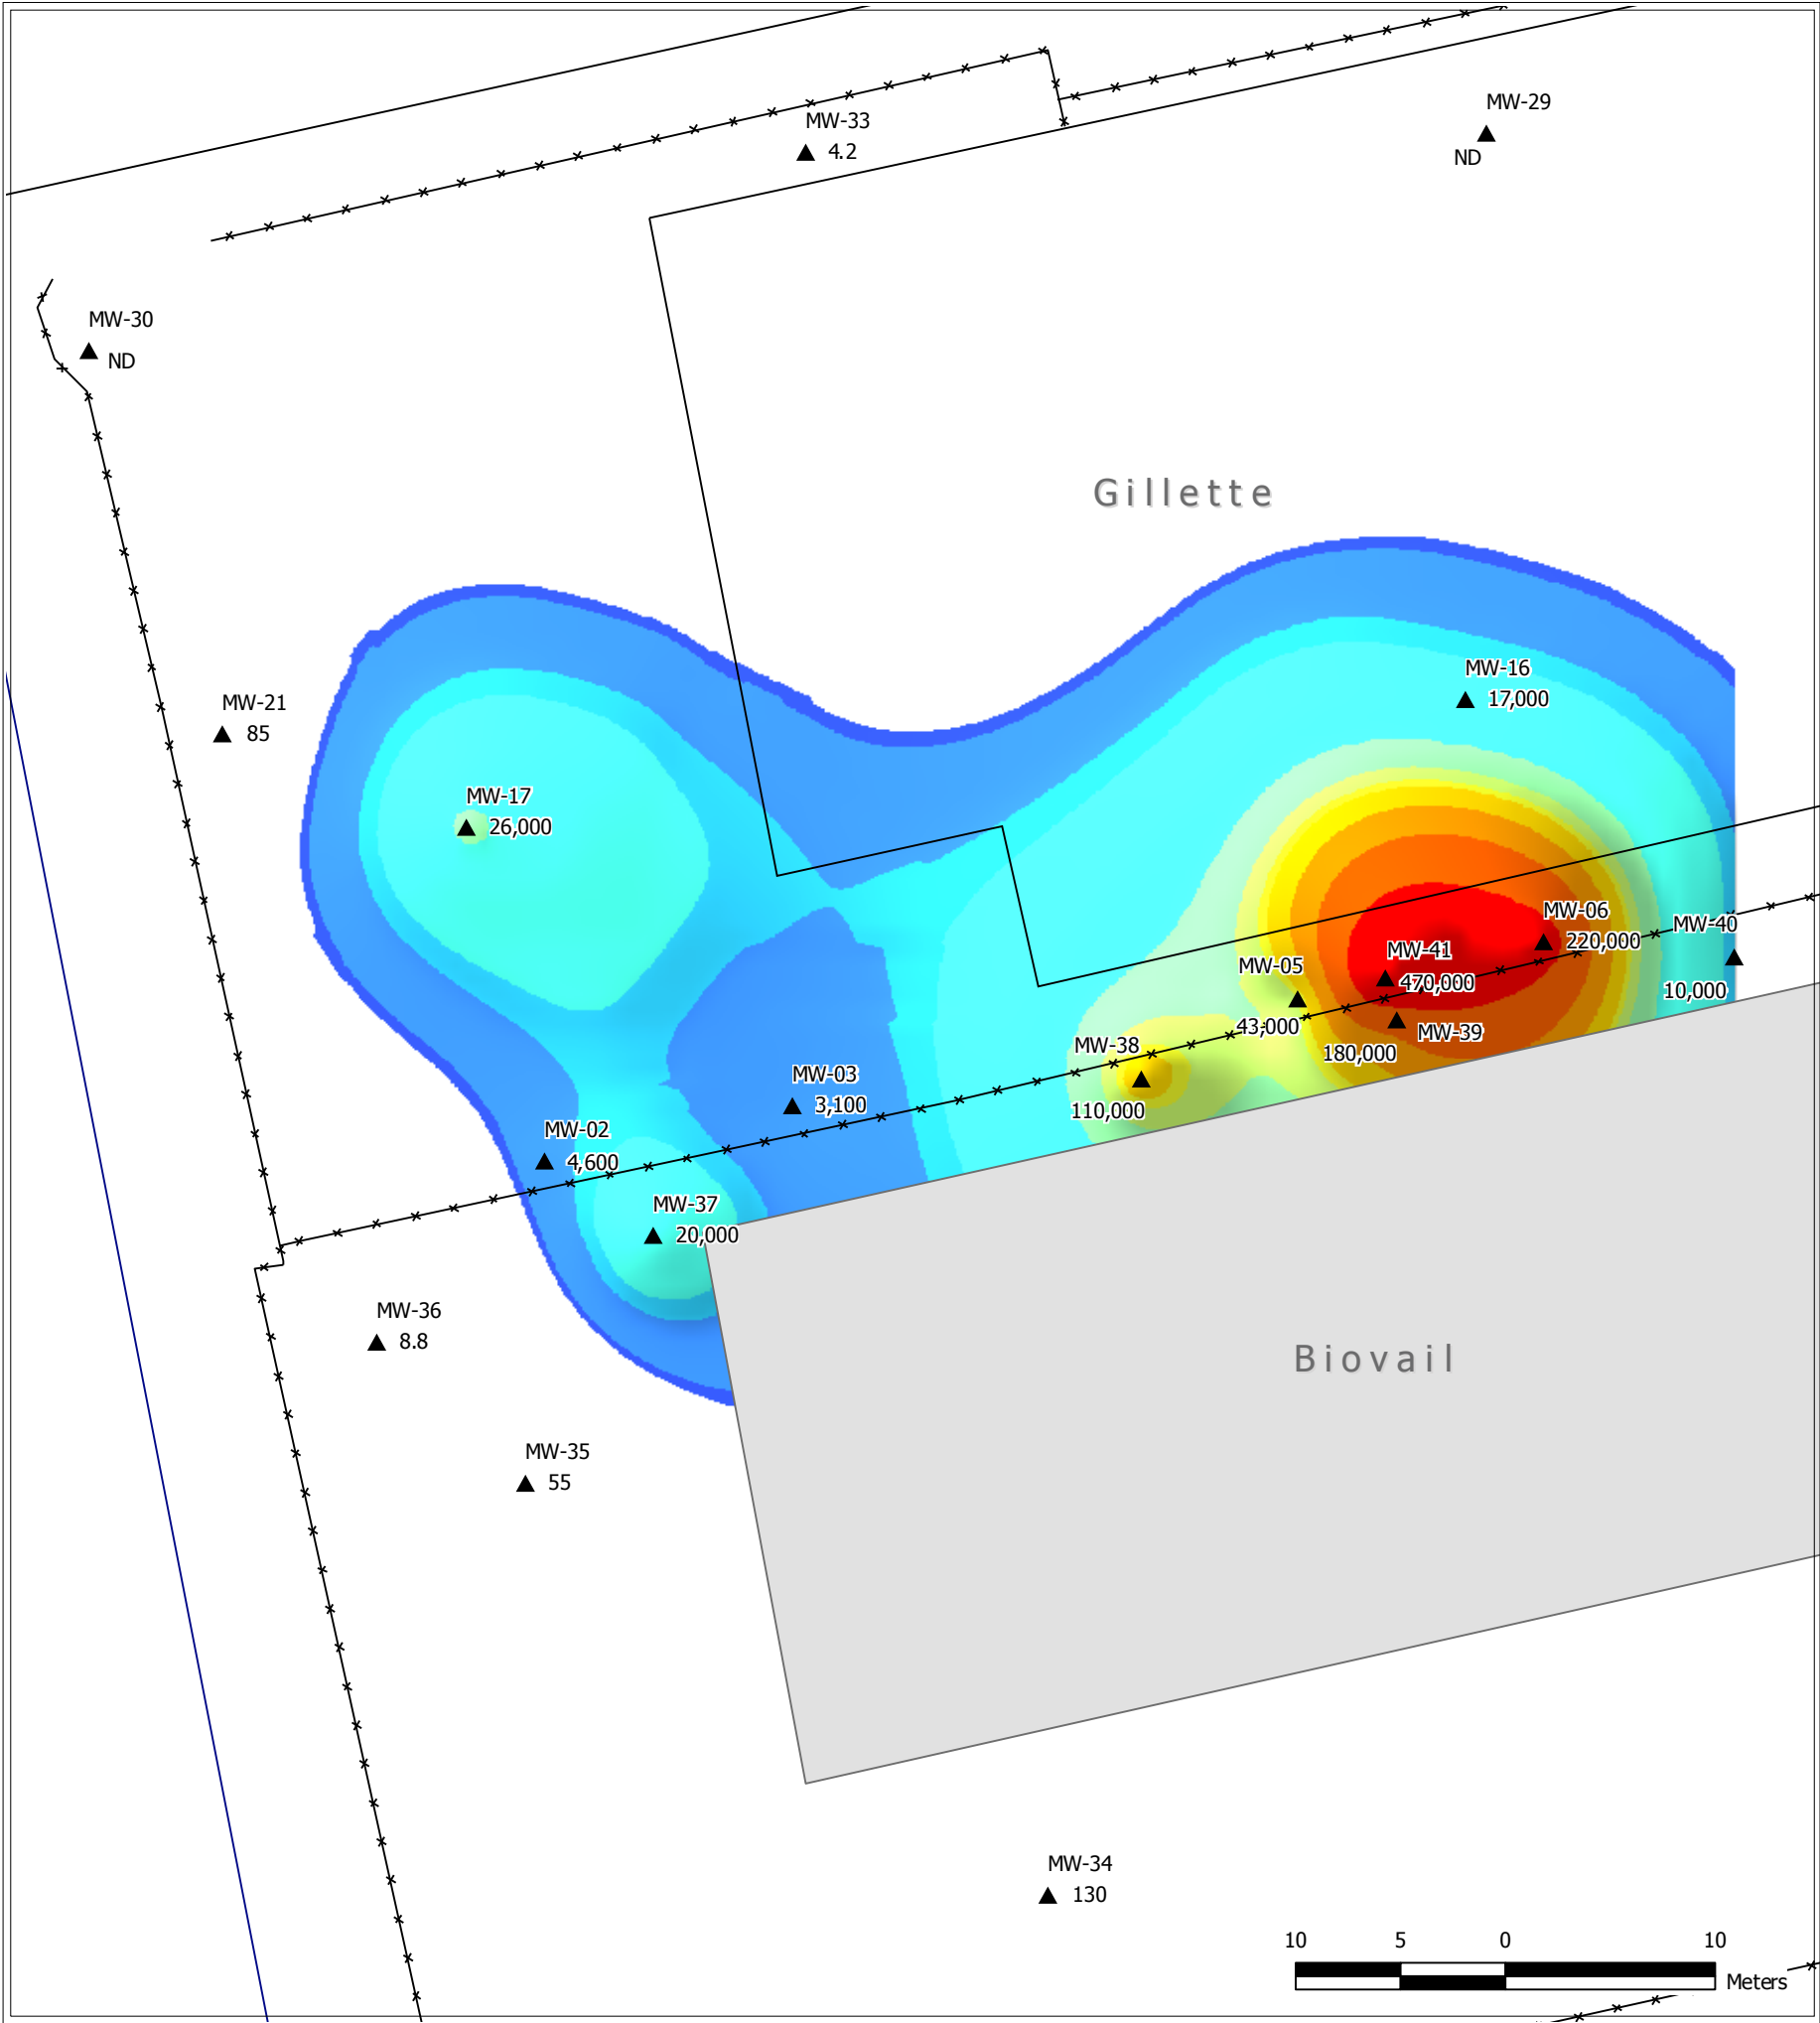 MW-29
ND
MW-33
4.2
MW-30
ND
Gillette
MW-16
17,000
MW-21
85
MW-17
26,000
MW-06
220,000
MW-40
10,000
MW-41
470,000
MW-05
43,000
MW-39
180,000
MW-38
110,000
MW-03
3,100
MW-02
4,600
MW-37
20,000
MW-36
8.8
Biovail
MW-35
55
MW-34
130
10 5 0 10
Meters